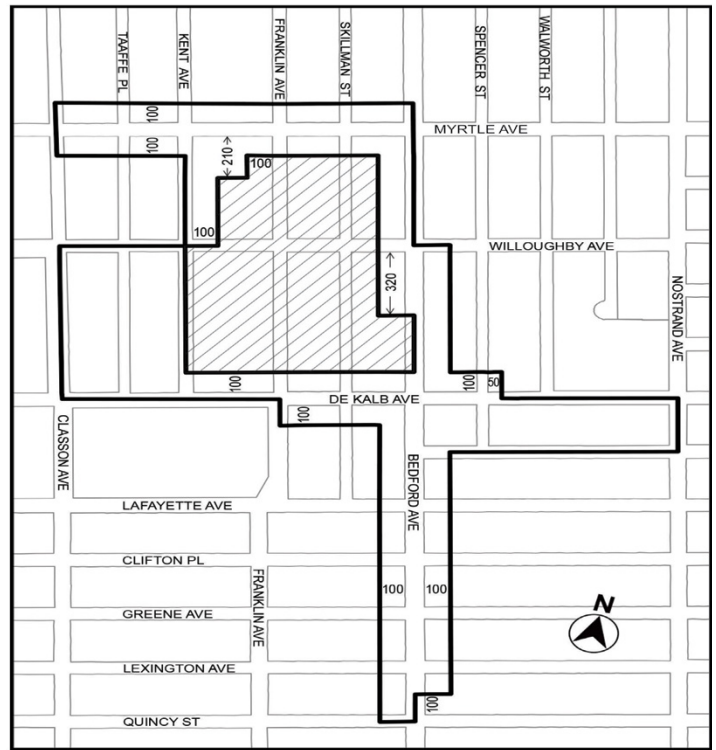 TAAFFE PL
KENT AVE
FRANKLIN AVE
SKILLMAN ST
SPENCER ST
WALWORTH ST
100
MYRTLE AVE
100
210
100
100
WILLOUGHBY AVE
320
NOSTRAND AVE
100
100
50
DE KALB AVE
100
CLASSON AVE
BEDFORD AVE
LAFAYETTE AVE
CLIFTON PL
FRANKLIN AVE
100
100
GREENE AVE
N
LEXINGTON AVE
100
QUINCY ST